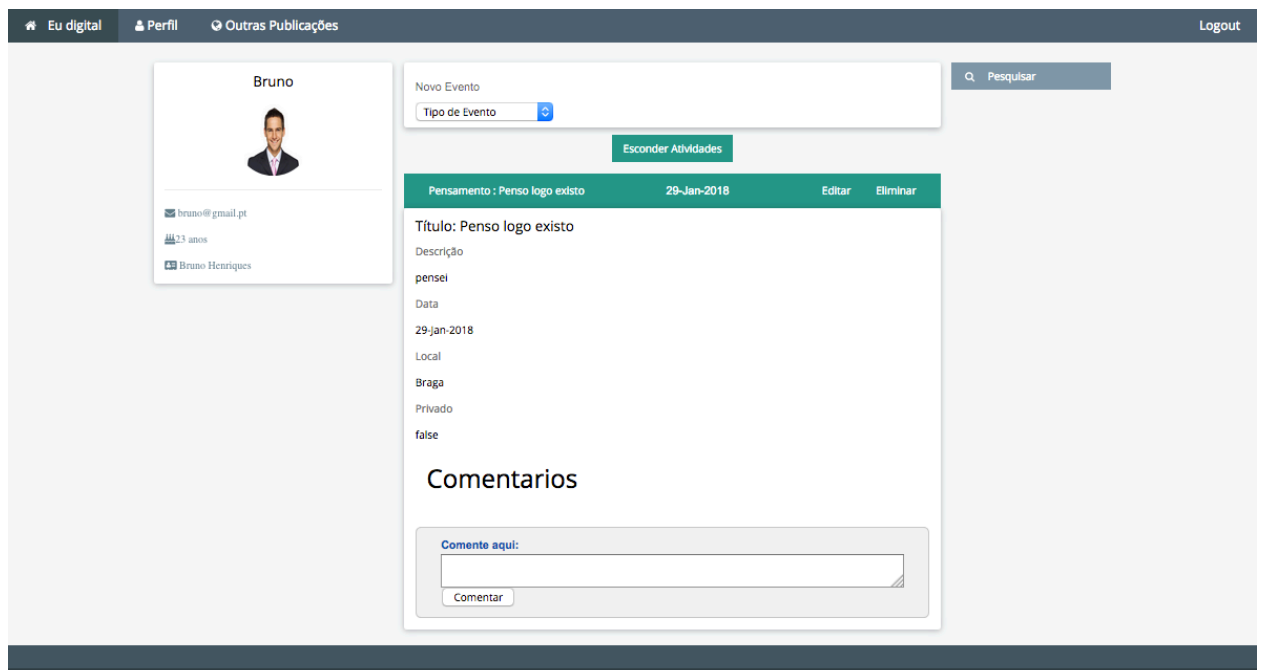 Eu digital Perfil Outras Publicações Logout
Bruno
bruno@gmail.pt
23 anos
Bruno Henriques
Novo Evento
Tipo de Evento
Esconder Atividades
Pensamento : Penso logo existo 29-Jan-2018 Editar Eliminar
Título: Penso logo existo
Descrição
pensei
Data
29-Jan-2018
Local
Braga
Privado
false
Comentarios
Comente aqui:
Comentar
Pesquisar